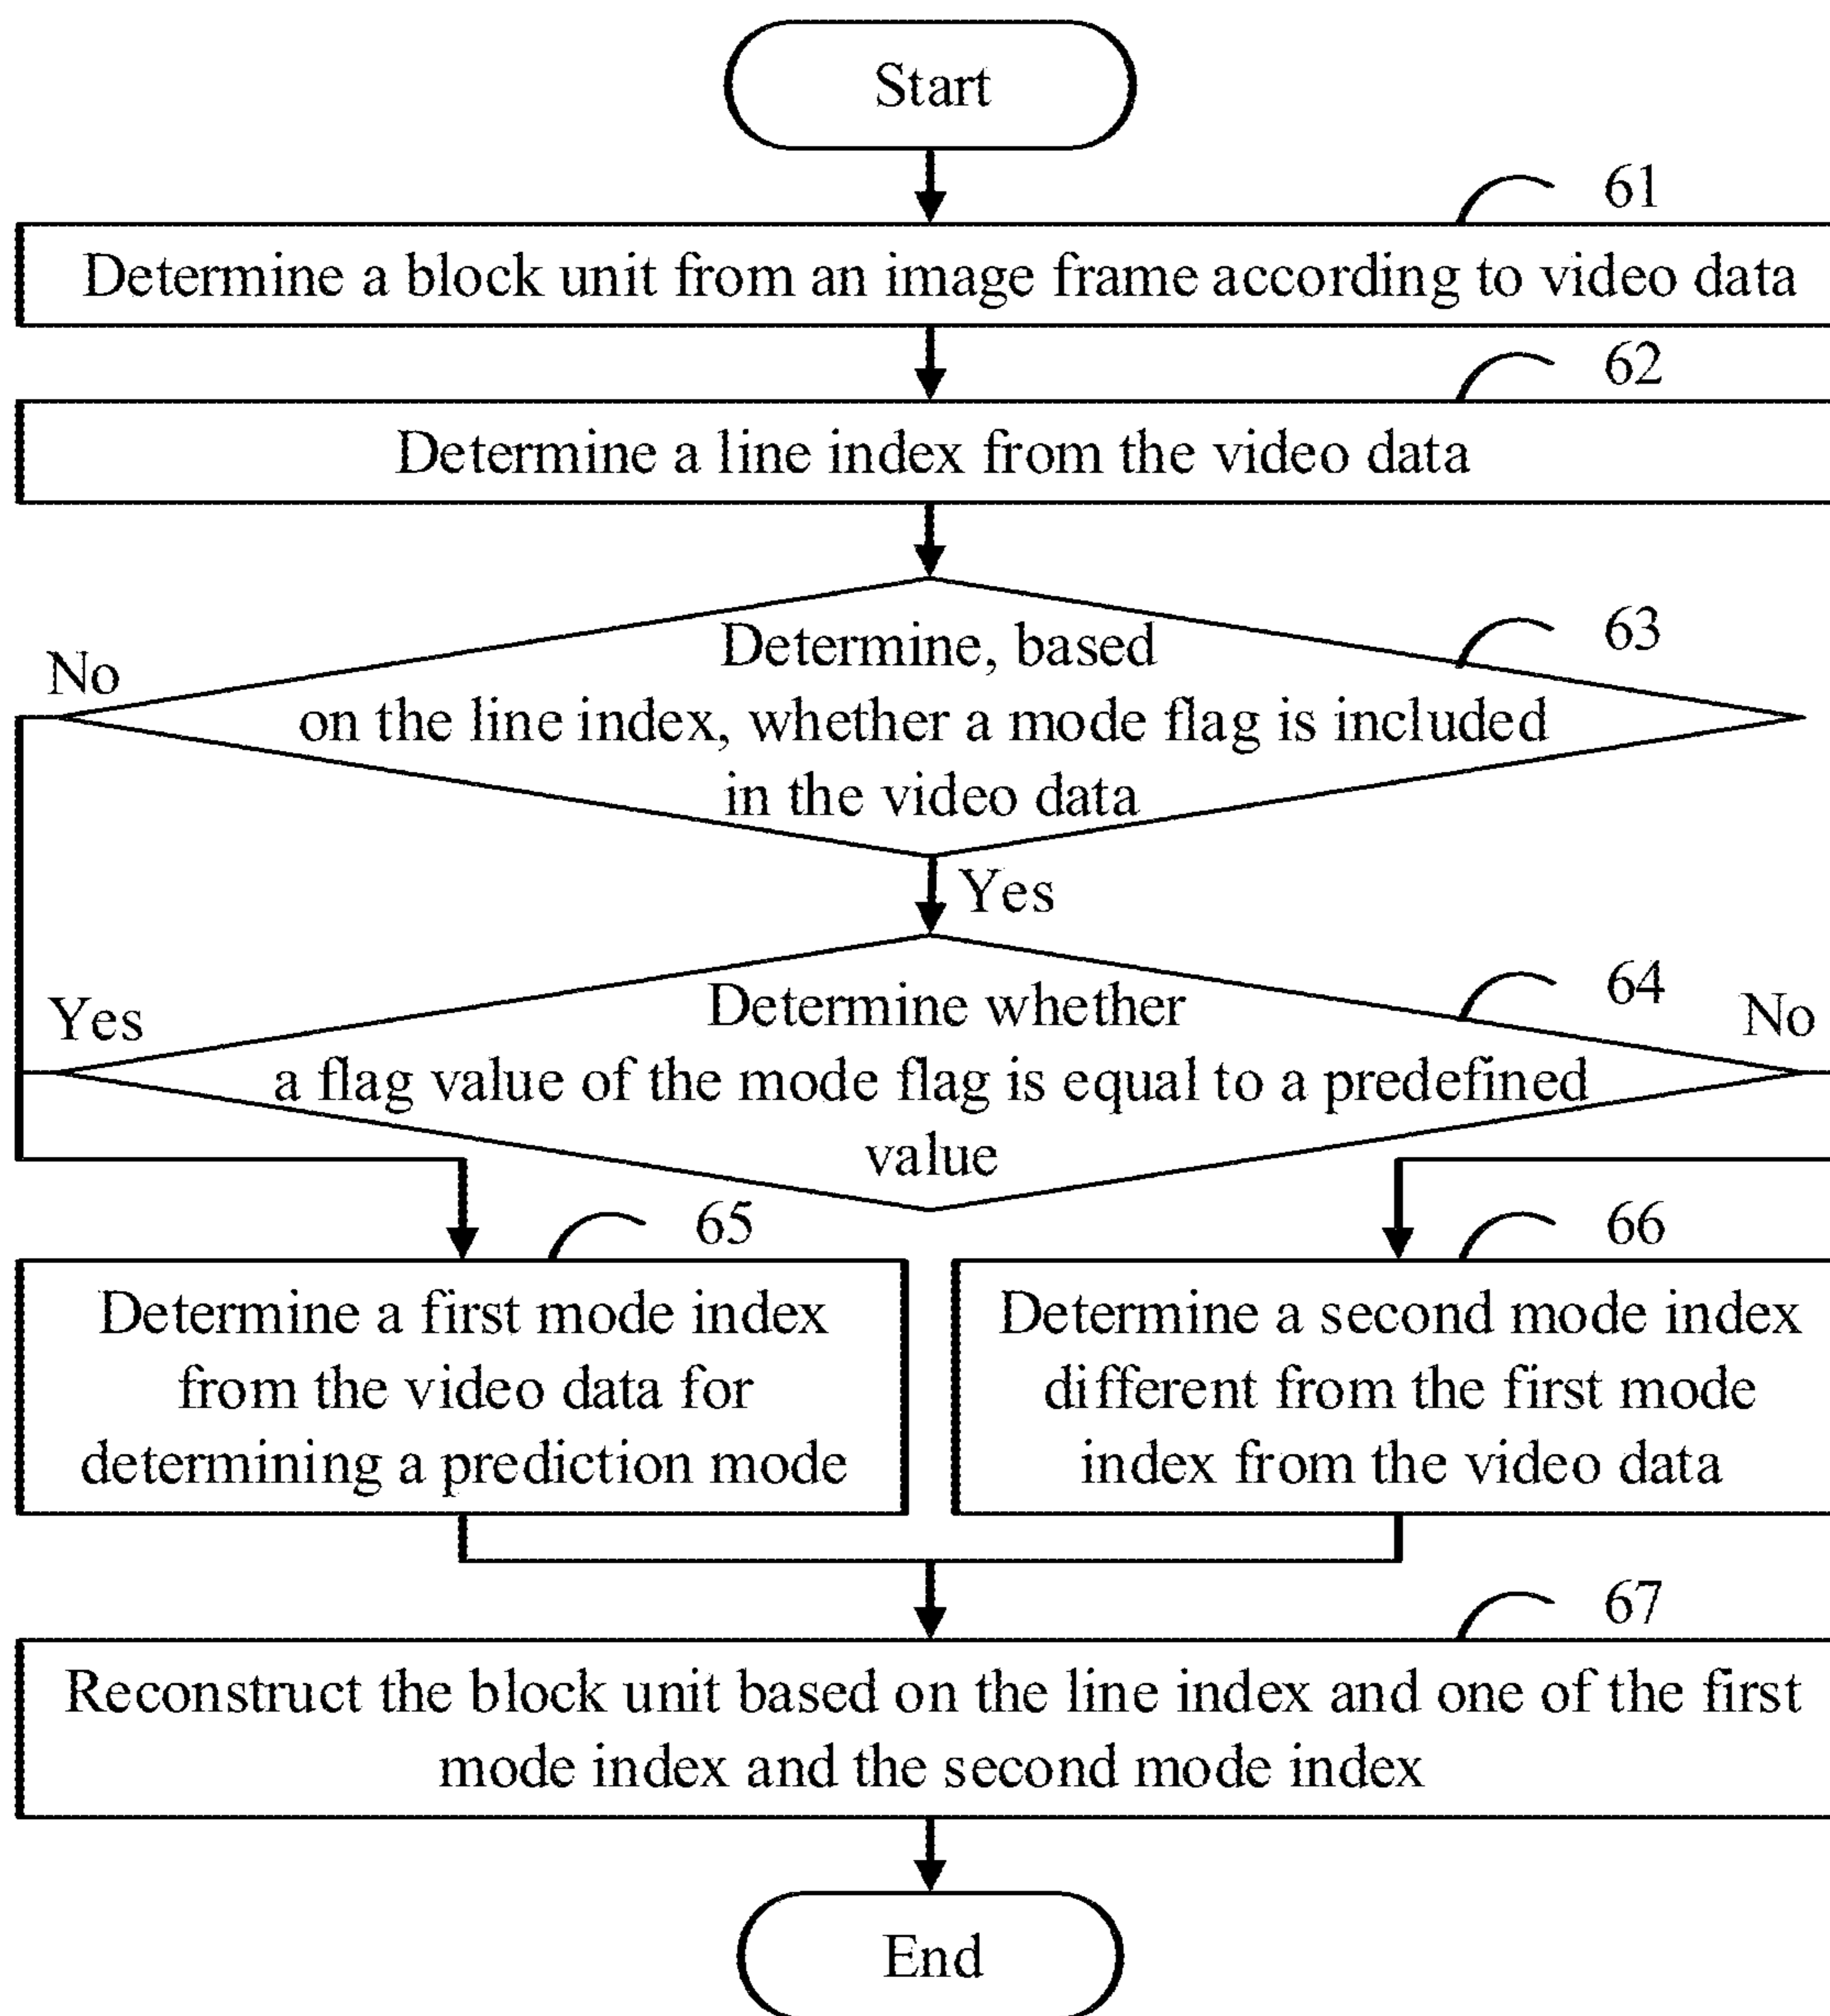 Start
61
Determine a block unit from an image frame according to video data
62
Determine a line index from the video data
63
Determine, based
on the line index, whether a mode flag is included
in the video data
No
Yes
64
Determine whether
a flag value of the mode flag is equal to a predefined
value
Yes
No
65
Determine a first mode index
from the video data for
determining a prediction mode
66
Determine a second mode index
different from the first mode
index from the video data
67
Reconstruct the block unit based on the line index and one of the first
mode index and the second mode index
End